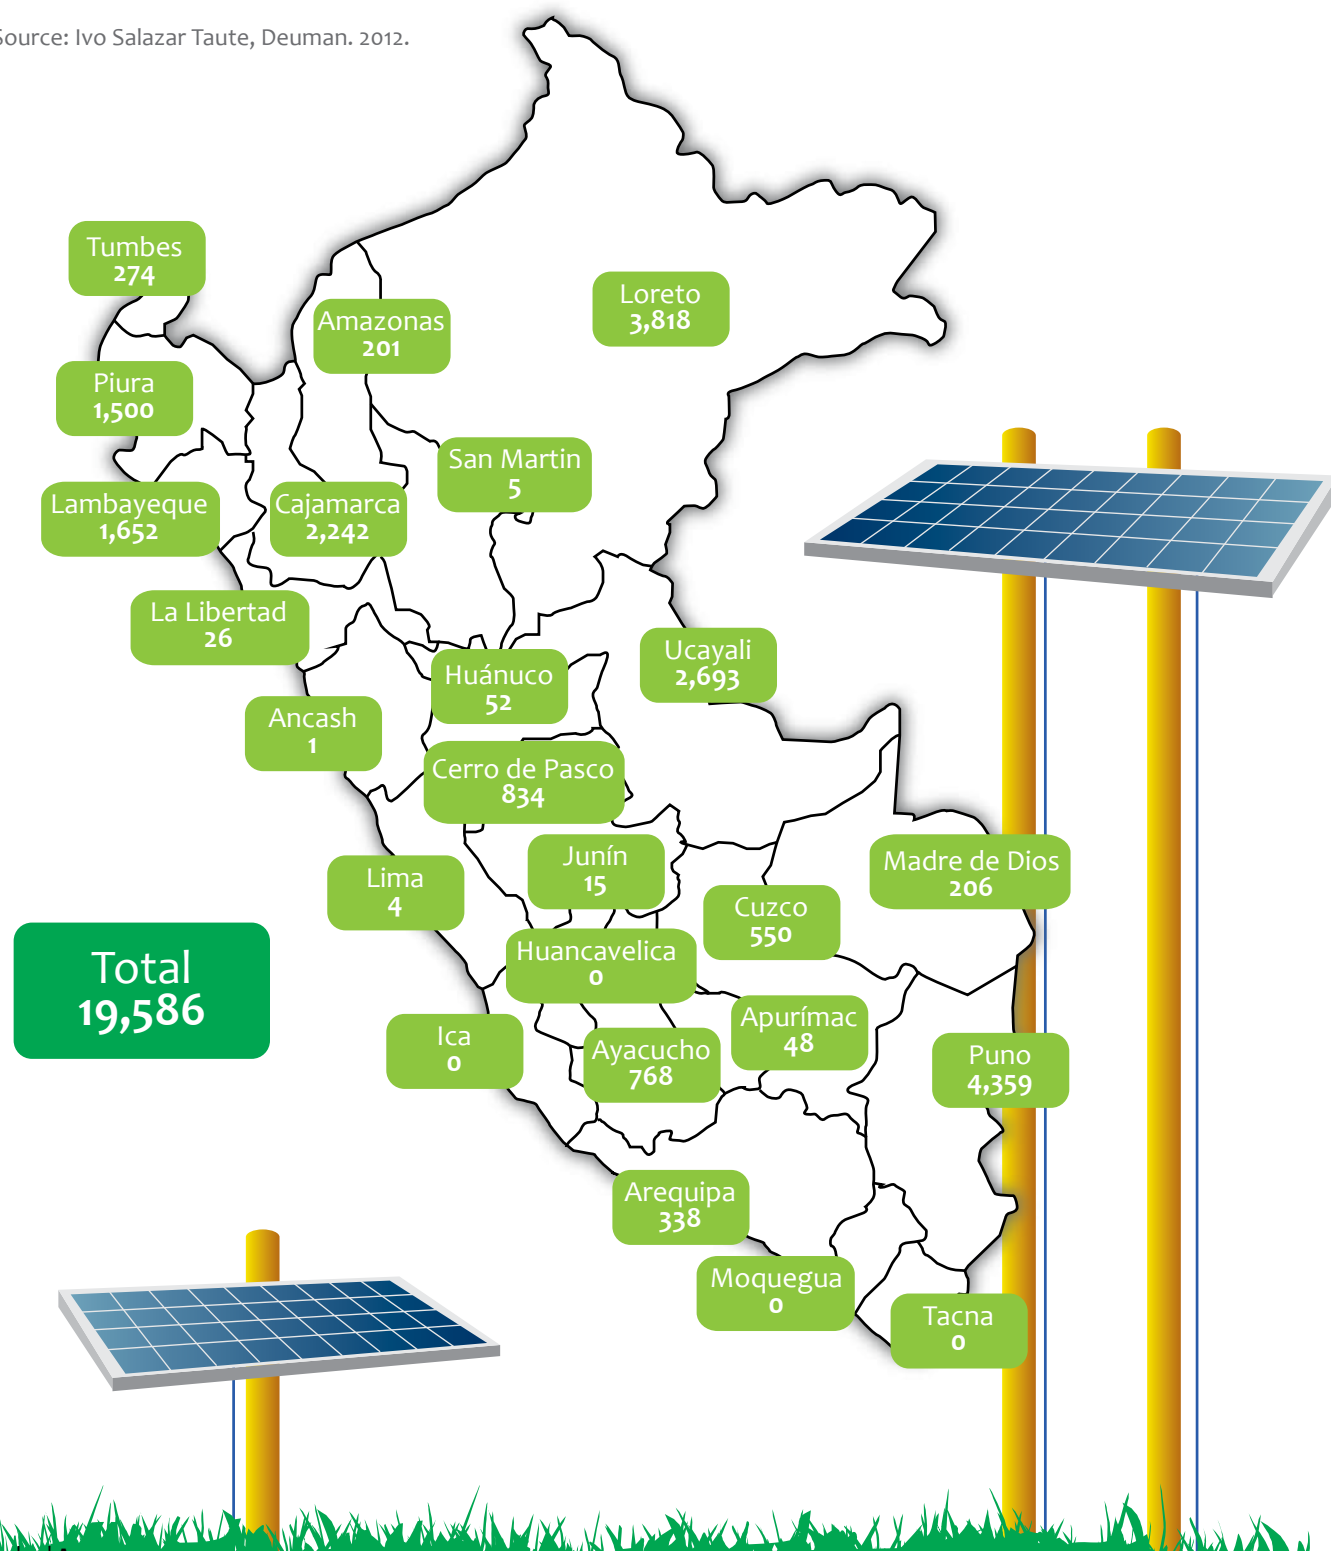 Source: Ivo Salazar Taute, Deuman. 2012.
Tumbes
274
Loreto
3,818
Amazonas
201
Piura
1,500
San Martin
5
Lambayeque
1,652
Cajamarca
2,242
La Libertad
26
Ucayali
2,693
Huánuco
52
Ancash
1
Cerro de Pasco
834
Junín
15
Madre de Dios
206
Lima
4
Cuzco
550
Huancavelica
0
Total
19,586
Apurímac
48
Ica
0
Ayacucho
768
Puno
4,359
Arequipa
338
Moquegua
0
Tacna
0